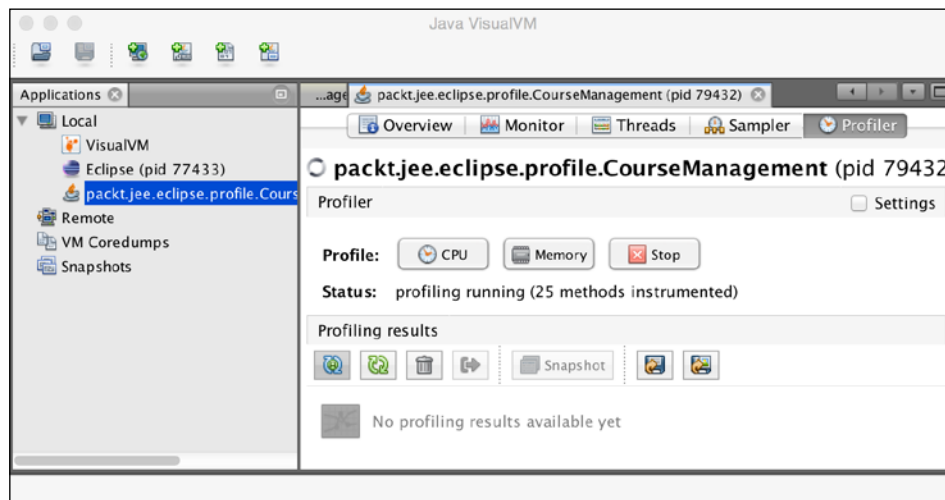 Java VisualVM
Applications
Local
VisualVM
Eclipse (pid 77433)
packt.jee.eclipse.profile.Cours
Remote
VM Coredumps
Snapshots
...age packt.jee.eclipse.profile.CourseManagement (pid 79432)
Overview Monitor Threads Sampler Profiler
packt.jee.eclipse.profile.CourseManagement (pid 79432
Profiler Settings
Profile: CPU Memory Stop
Status: profiling running (25 methods instrumented)
Profiling results
Snapshot
No profiling results available yet